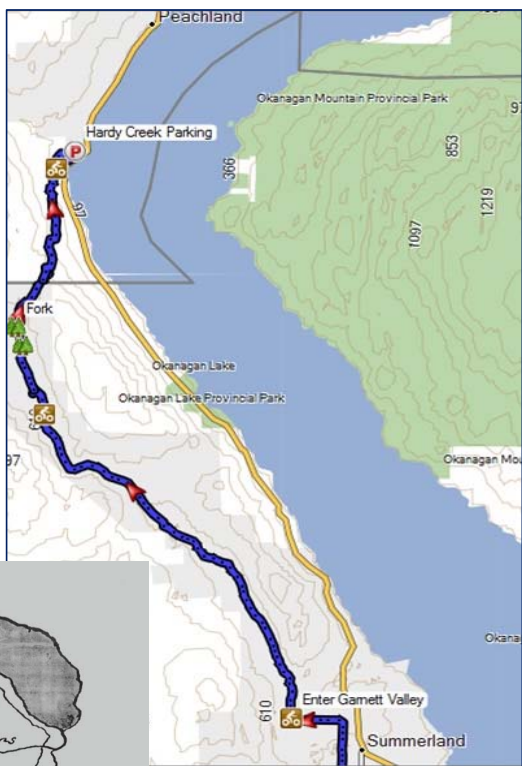 Peachland
Okanagan Mountain Provincial Park
97
Hardy Creek Parking
P
853
366
1219
97
1097
Fork
Okanagan Lake
Okanagan Lake Provincial Park
97
Okanagan Mou
Okana
Enter Garnett Valley
610
Summerland